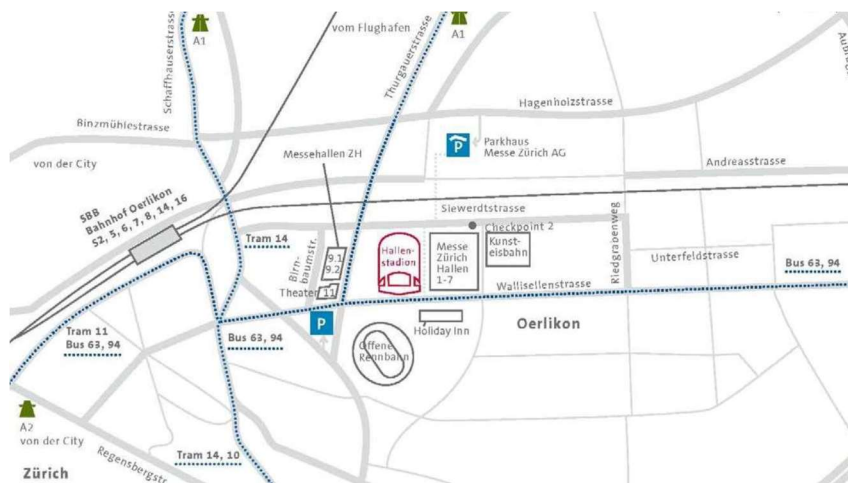 A1
vom Flughafen
A1
Schaffhauserstrasse
Thurgauerstrasse
Hagenholzstrasse
Binzmühlestrasse
P
Parkhaus
Messe Zürich AG
Messehallen ZH
von der City
Andreasstrasse
SBB
Bahnhof Oerlikon
S2, 5, 6, 7, 8, 14, 16
Siewerdtstrasse
Checkpoint 2
Tram 14
Birn-
baumstr.
9.1
9.2
Hallen-
stadion
Messe
Zürich
Hallen
1-7
Kunst-
eisbahn
Riedgrabenweg
Unterfeldstrasse
Bus 63, 94
Theater 11
Wallisellenstrasse
P
Holiday Inn
Oerlikon
Tram 11
Bus 63, 94
Bus 63, 94
Offene
Rennbahn
A2
von der City
Regensbergstr.
Tram 14, 10
Zürich